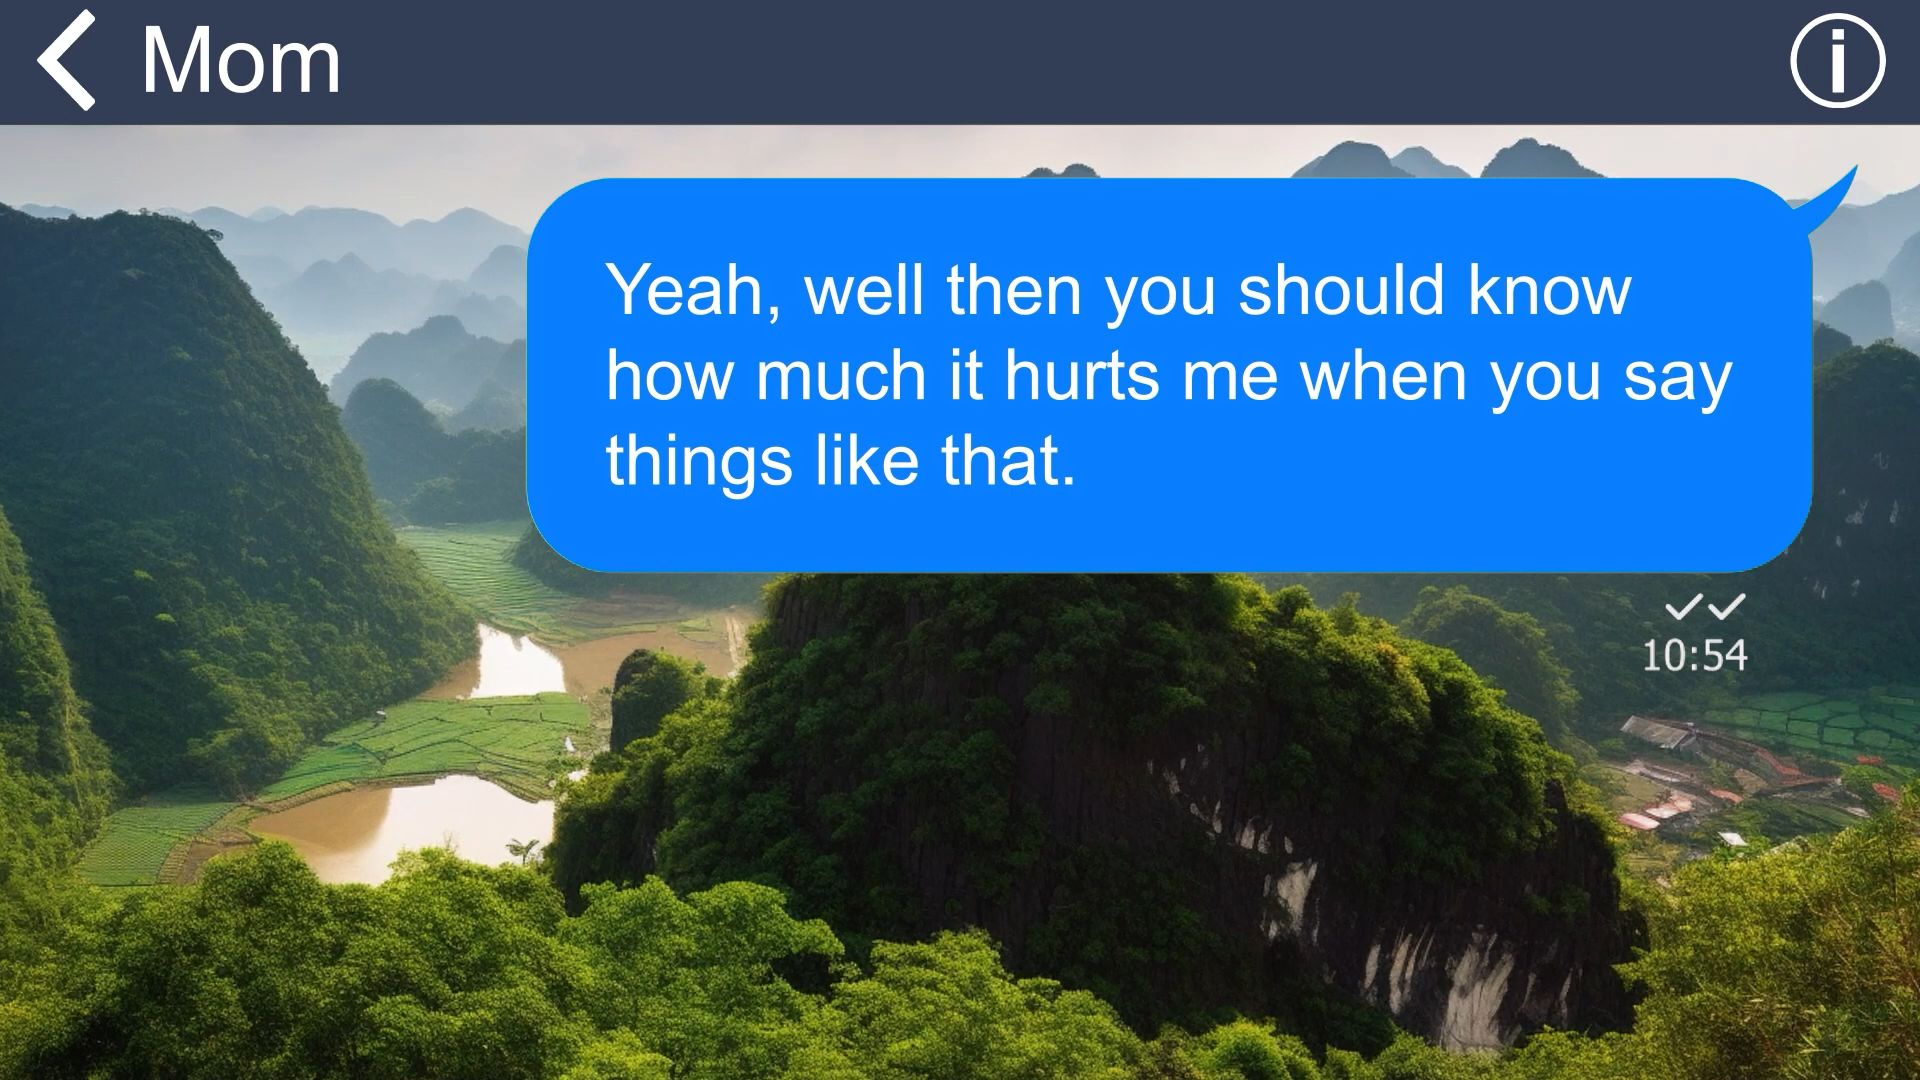 Mom
Yeah, well then you should know
how much it hurts me when you say
things like that.
10:54